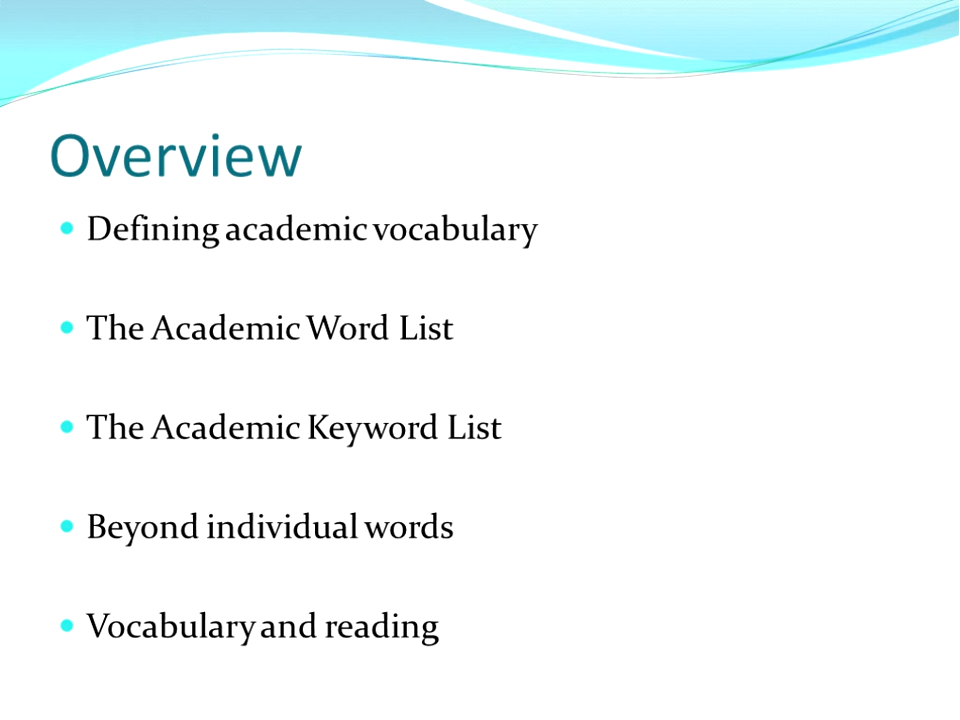 Overview
Defining academic vocabulary
The Academic Word List
The Academic Keyword List
Beyond individual words
Vocabulary and reading